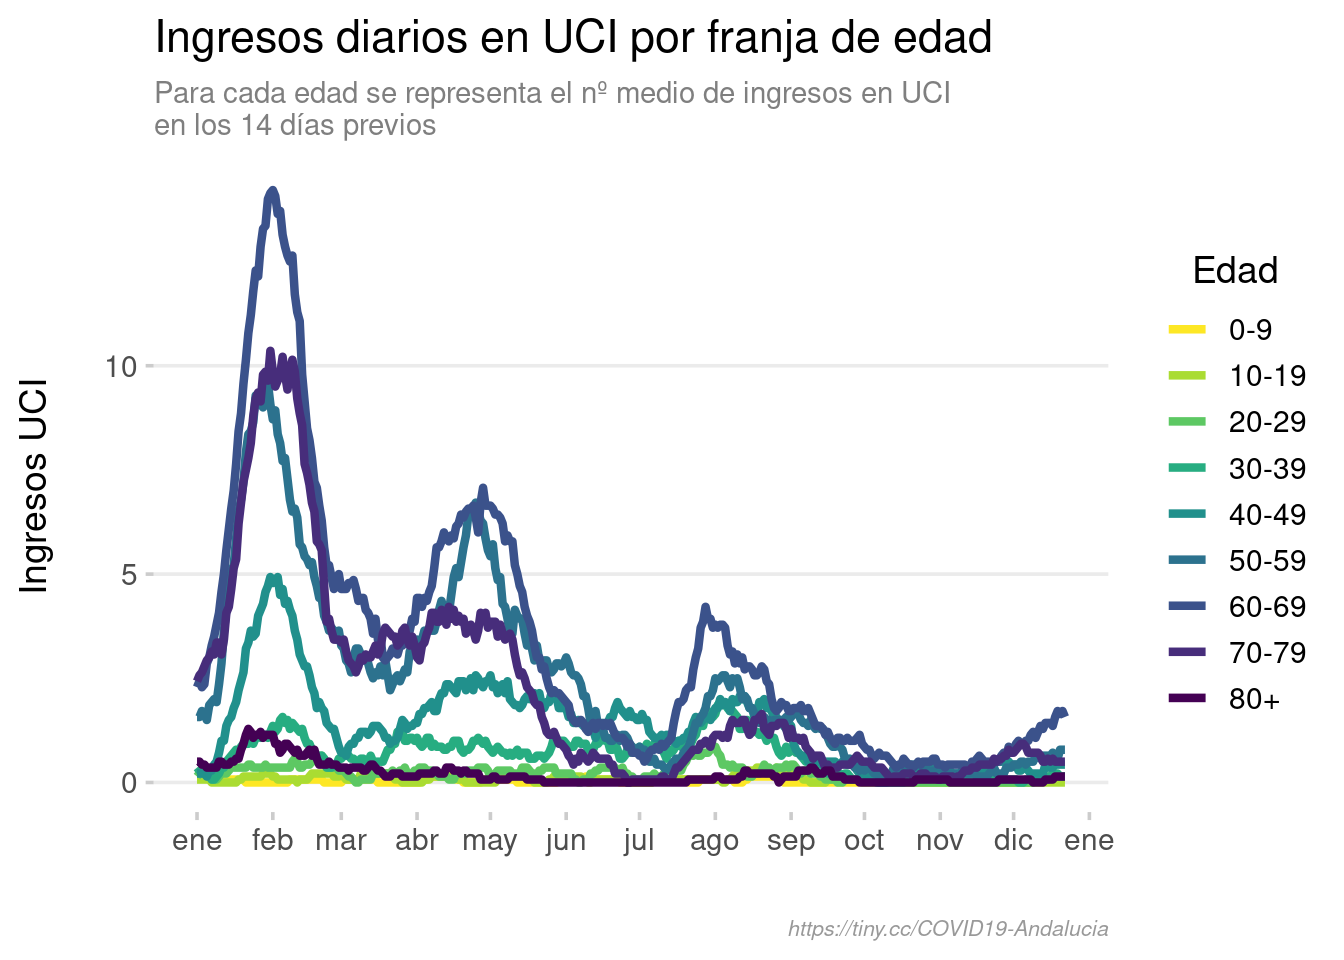 Ingresos diarios en UCI por franja de edad
Para cada edad se representa el nº medio de ingresos en UCI
en los 14 días previos
Ingresos UCI
10
5
0
ene feb mar abr may jun jul ago sep oct nov dic ene
Edad
0-9
10-19
20-29
30-39
40-49
50-59
60-69
70-79
80+
https://tiny.cc/COVID19-Andalucia